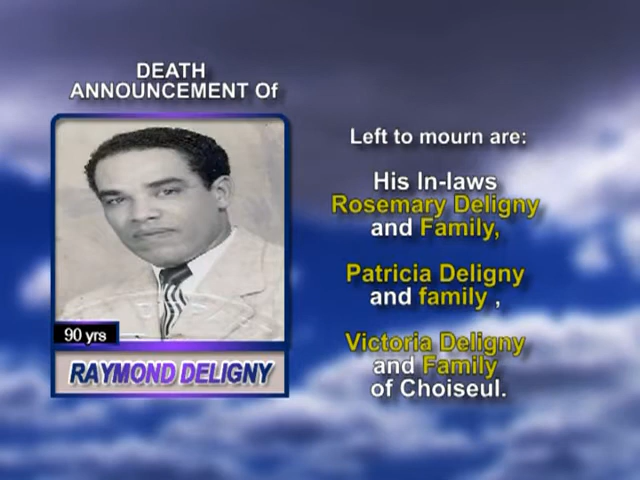 DEATH
ANNOUNCEMENT Of
90 yrs
RAYMOND DELIGNY
Left to mourn are:
His In-laws
Rosemary Deligny
and Family,
Patricia Deligny
and family ,
Victoria Deligny
and Family
of Choiseul.